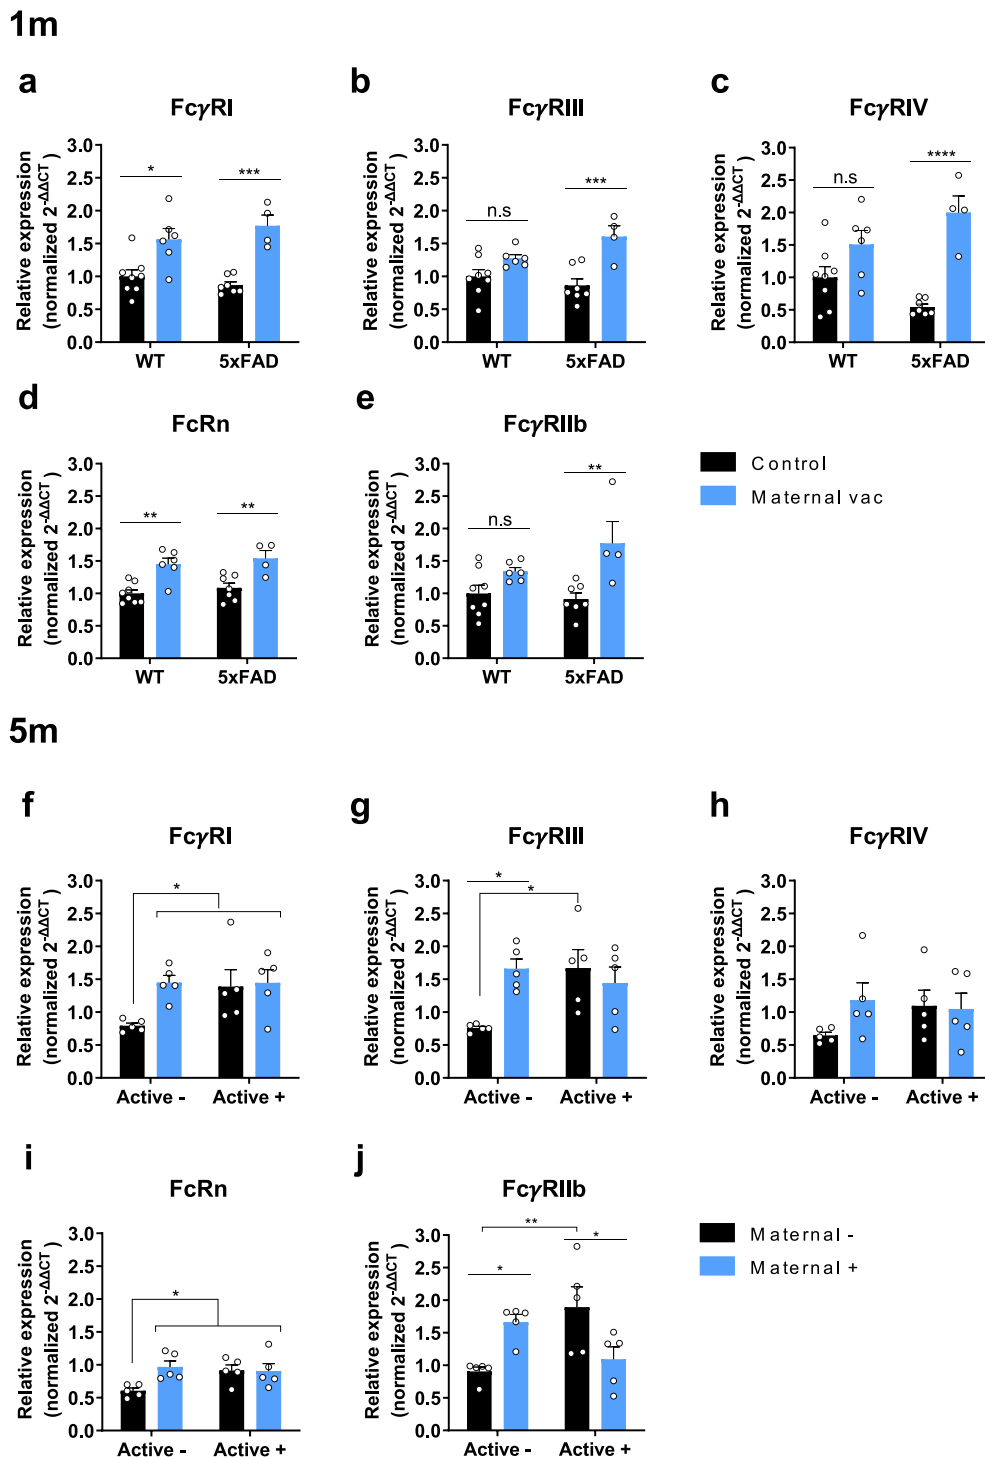 1m
a
FcγRI
Relative expression
(normalized 2^-ΔΔCT)
3.0
2.5
2.0
1.5
1.0
0.5
0.0
*
***
WT
5xFAD
b
FcγRIII
Relative expression
(normalized 2^-ΔΔCT)
3.0
2.5
2.0
1.5
1.0
0.5
0.0
n.s
***
WT
5xFAD
c
FcγRIV
Relative expression
(normalized 2^-ΔΔCT)
3.0
2.5
2.0
1.5
1.0
0.5
0.0
n.s
****
WT
5xFAD
d
FcRn
Relative expression
(normalized 2^-ΔΔCT)
3.0
2.5
2.0
1.5
1.0
0.5
0.0
**
**
WT
5xFAD
e
FcγRIIb
Relative expression
(normalized 2^-ΔΔCT)
3.0
2.5
2.0
1.5
1.0
0.5
0.0
n.s
**
WT
5xFAD
Control
Maternal vac
5m
f
FcγRI
Relative expression
(normalized 2^-ΔΔCT)
3.0
2.5
2.0
1.5
1.0
0.5
0.0
*
Active -
Active +
g
FcγRIII
Relative expression
(normalized 2^-ΔΔCT)
3.0
2.5
2.0
1.5
1.0
0.5
0.0
*
*
Active -
Active +
h
FcγRIV
Relative expression
(normalized 2^-ΔΔCT)
3.0
2.5
2.0
1.5
1.0
0.5
0.0
Active -
Active +
i
FcRn
Relative expression
(normalized 2^-ΔΔCT)
3.0
2.5
2.0
1.5
1.0
0.5
0.0
*
Active -
Active +
j
FcγRIIb
Relative expression
(normalized 2^-ΔΔCT)
3.0
2.5
2.0
1.5
1.0
0.5
0.0
*
**
*
Active -
Active +
Maternal -
Maternal +